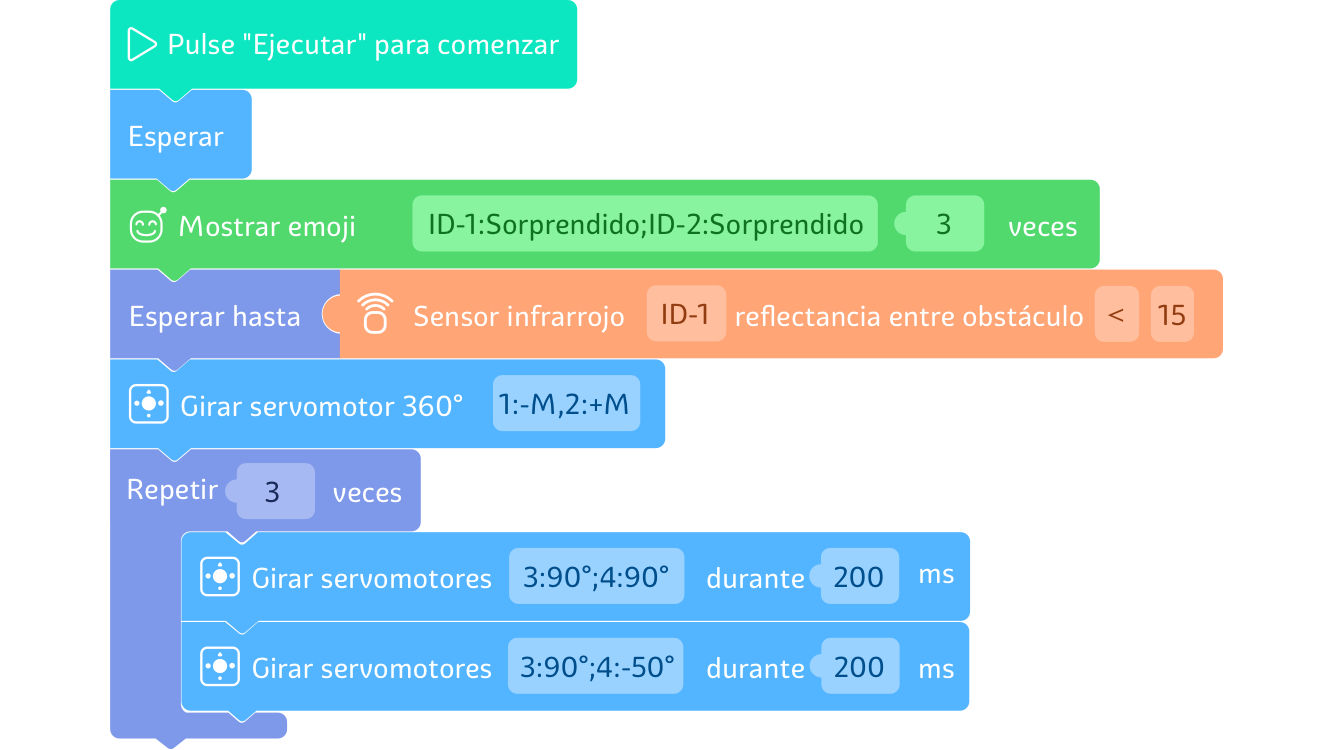 Pulse "Ejecutar" para comenzar
Esperar
Mostrar emoji ID-1:Sorprendido;ID-2:Sorprendido 3 veces
Esperar hasta Sensor infrarrojo ID-1 reflectancia entre obstáculo < 15
Girar servomotor 360° 1:-M,2:+M
Repetir 3 veces
Girar servomotores 3:90°;4:90° durante 200 ms
Girar servomotores 3:90°;4:-50° durante 200 ms